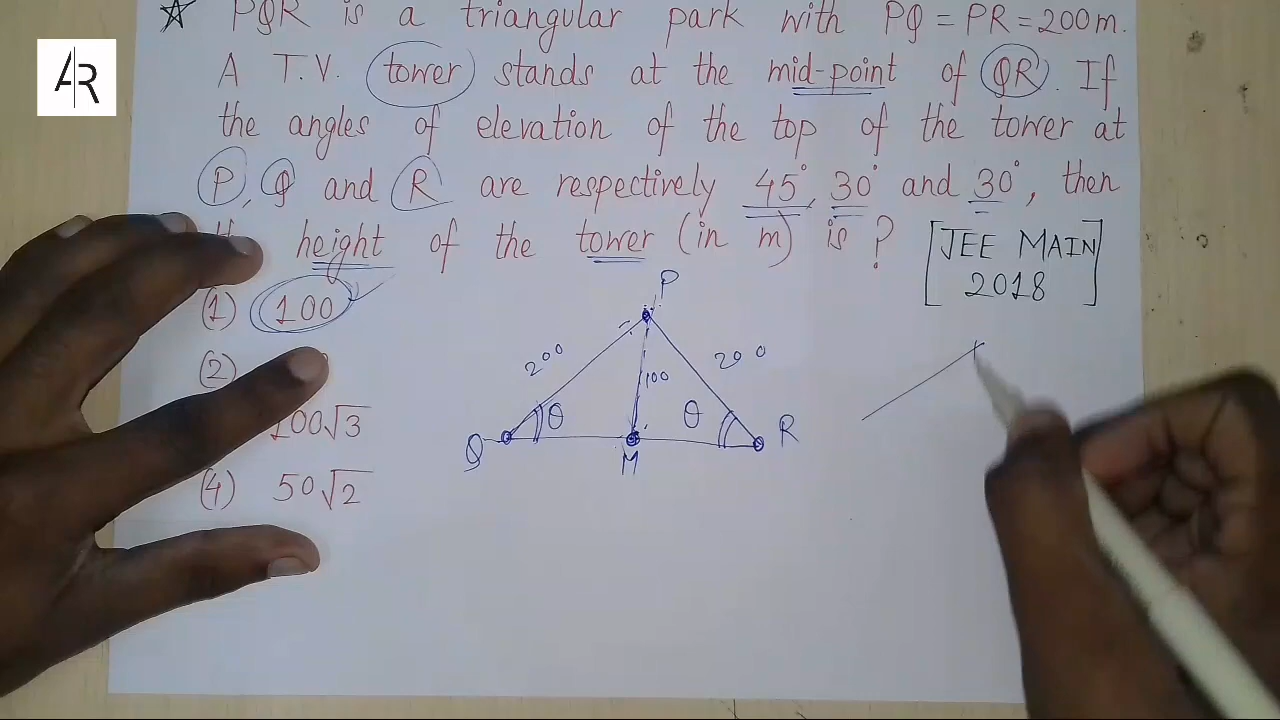 AR
☆ PQR is a triangular park with PQ = PR = 200m.
A T.V. tower stands at the mid-point of QR. If
the angles of elevation of the top of the tower at
P, Q and R are respectively 45°, 30° and 30°, then
height of the tower (in m) is ?
[JEE MAIN
2018]
(1) 100
(2)
100√3
(4) 50√2
P
200
200
100
θ
θ
Q
M
R